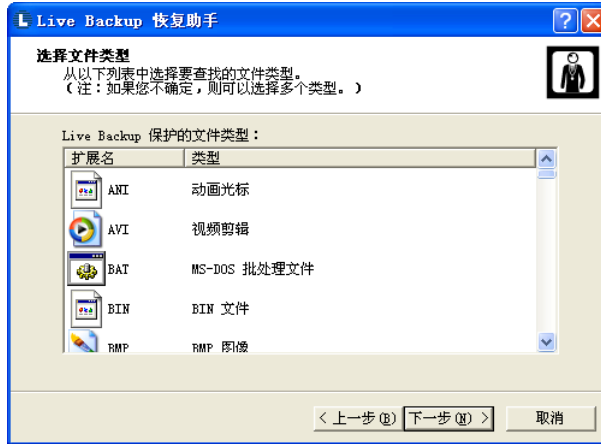 Live Backup 恢复助手
选择文件类型
从以下列表中选择要查找的文件类型。
(注：如果您不确定，则可以选择多个类型。)
Live Backup 保护的文件类型：
扩展名 类型
ANI 动画光标
AVI 视频剪辑
BAT MS-DOS 批处理文件
BIN BIN 文件
BMP BMP 图像
< 上一步(B) 下一步(N) > 取消